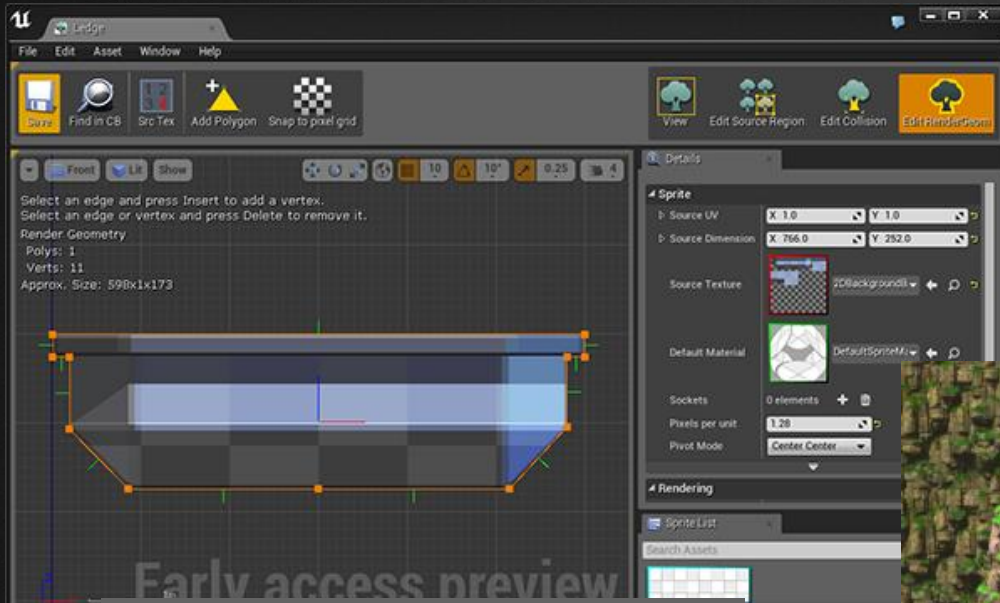 Ledge
File Edit Asset Window Help
Save Find in CB Src Tex Add Polygon Snap to pixel grid
View Edit Source Region Edit Collision Edit RenderGeom
Front Lit Show 10 10° 0.25 4
Select an edge and press Insert to add a vertex.
Select an edge or vertex and press Delete to remove it.
Render Geometry
Polys: 1
Verts: 11
Approx. Size: 598x1x173
Early access preview
Details
Sprite
Source UV X 1.0 Y 1.0
Source Dimension X 766.0 Y 252.0
Source Texture 2DBackgroundB
Default Material DefaultSpriteMa
Sockets 0 elements
Pixels per unit 1.28
Pivot Mode Center Center
Rendering
Sprite List
Search Assets